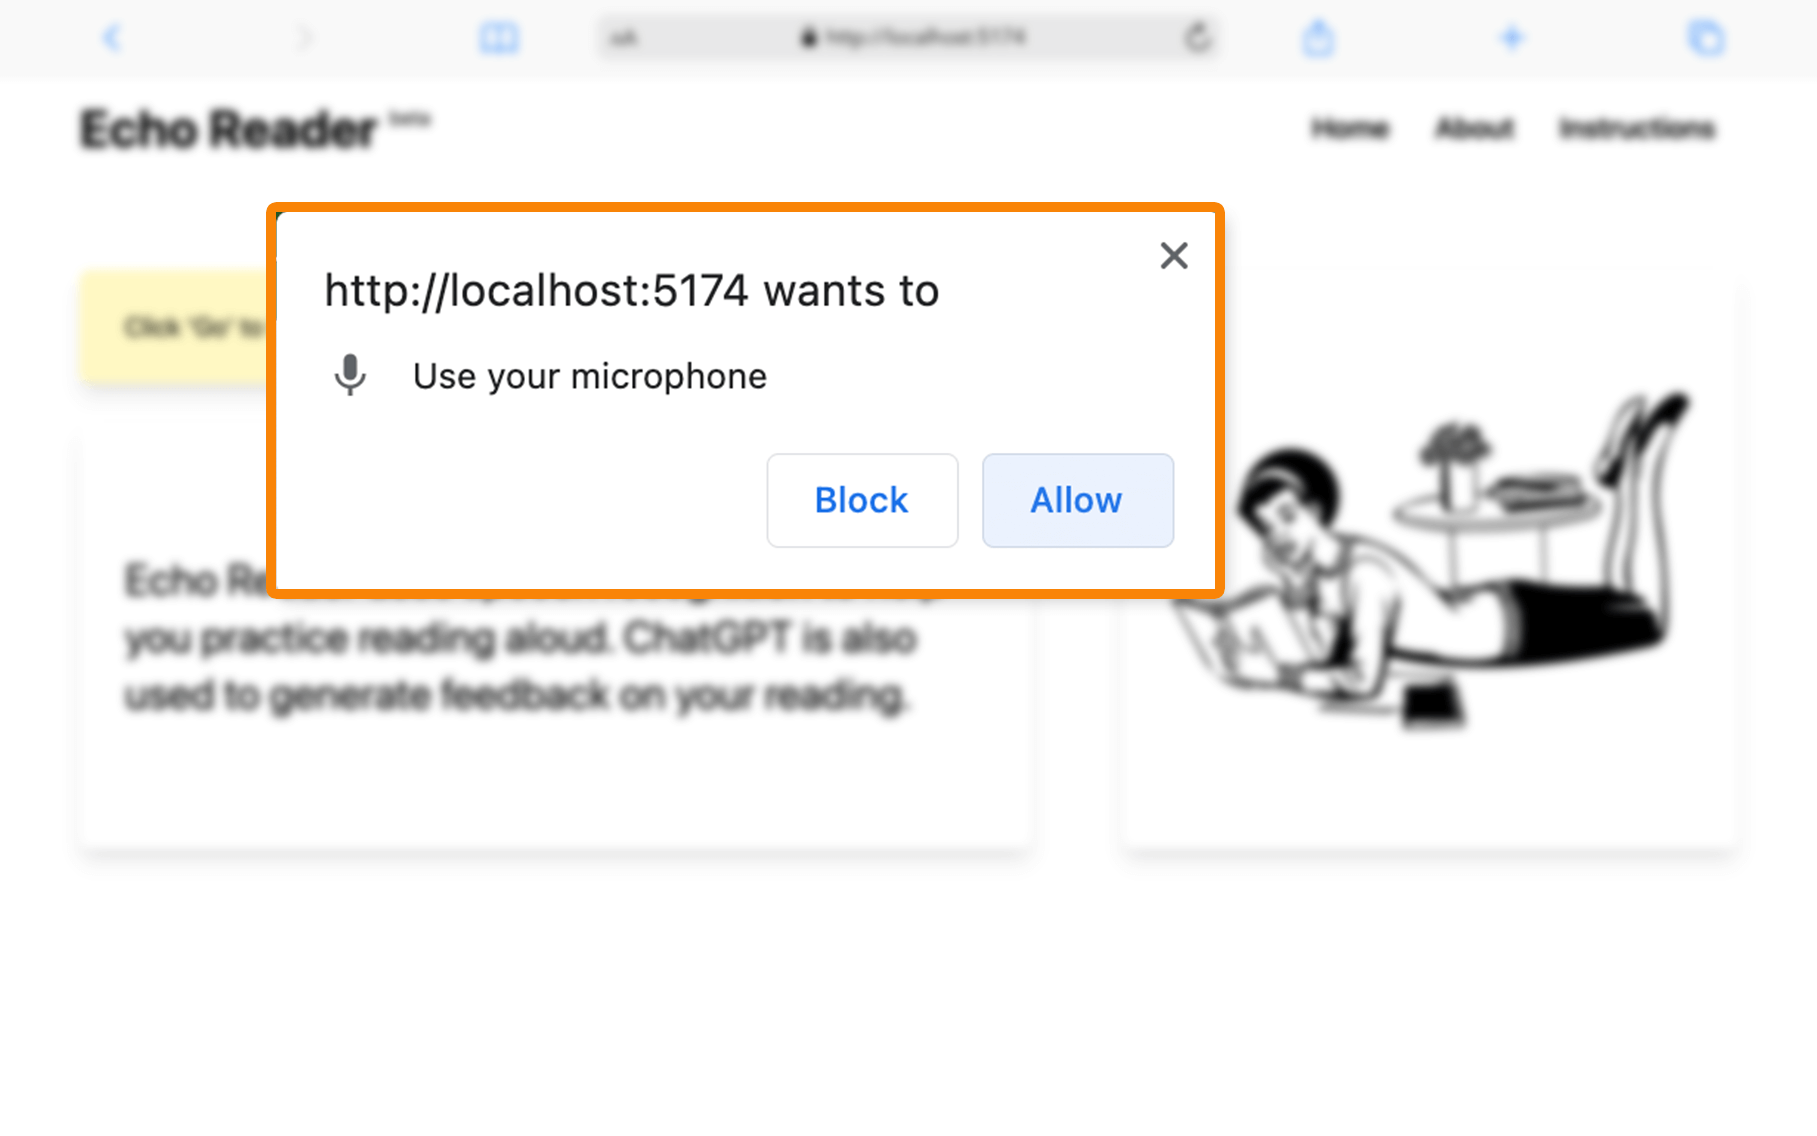 AA
http://localhost:5174
Echo Reader beta
Home About Instructions
http://localhost:5174 wants to
Use your microphone
Block Allow
Click 'Go' to
Echo Re
you practice reading aloud. ChatGPT is also
used to generate feedback on your reading.